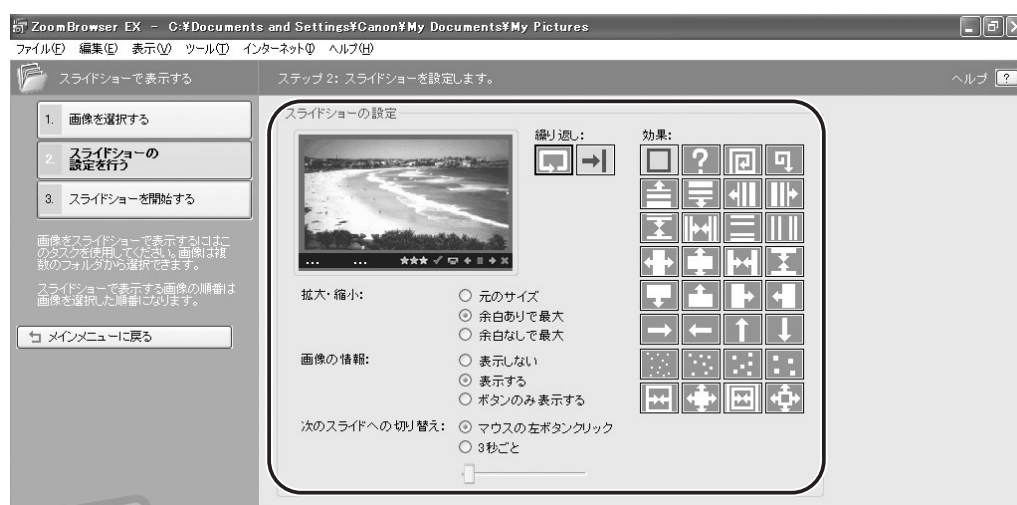 ZoomBrowser EX - C:¥Documents and Settings¥Canon¥My Documents¥My Pictures
ファイル(F) 編集(E) 表示(V) ツール(T) インターネット(I) ヘルプ(H)
スライドショーで表示する
ステップ 2: スライドショーを設定します。
ヘルプ ?
1. 画像を選択する
2. スライドショーの
設定を行う
3. スライドショーを開始する
画像をスライドショーで表示するにはこ
のタスクを使用してください。画像は複
数のフォルダから選択できます。
スライドショーで表示する画像の順番は
画像を選択した順番になります。
メインメニューに戻る
スライドショーの設定
... ... ★★★
繰り返し:
効果:
?
拡大・縮小:
元のサイズ
余白ありで最大
余白なしで最大
画像の情報:
表示しない
表示する
ボタンのみ表示する
次のスライドへの切り替え:
マウスの左ボタンクリック
3秒ごと